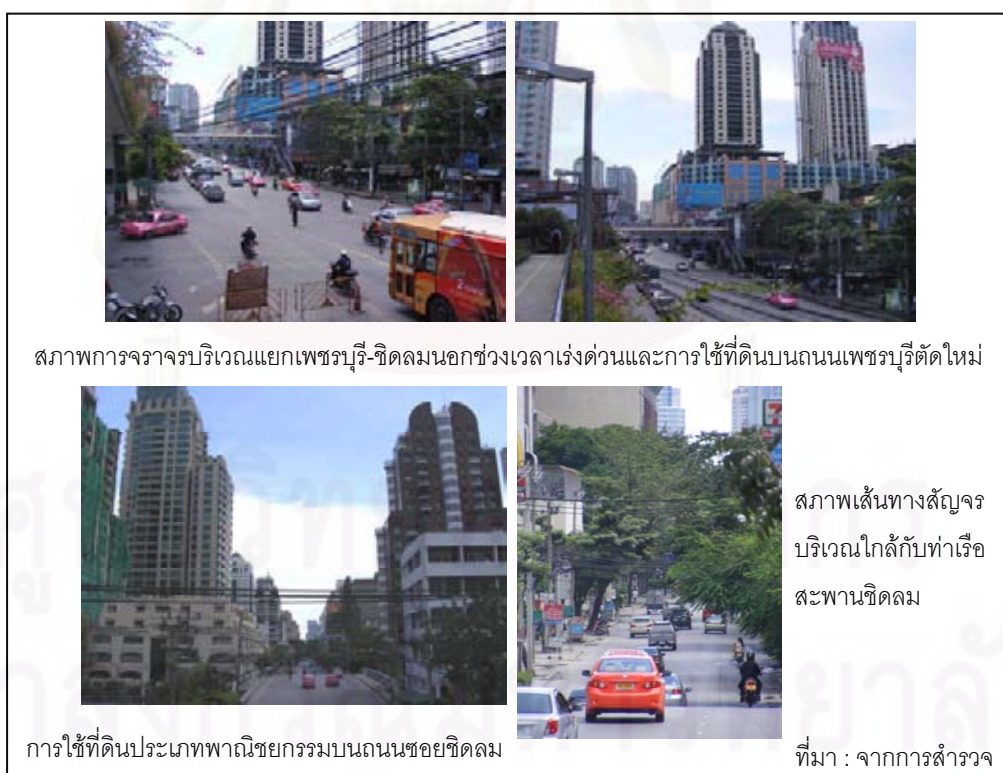 สภาพการจราจรบริเวณแยกเพชรบุรี-ชิดลมนอกช่วงเวลาเร่งด่วนและการใช้ที่ดินบนถนนเพชรบุรีตัดใหม่
สภาพเส้นทางสัญจร
บริเวณใกล้กับท่าเรือ
สะพานชิดลม
การใช้ที่ดินประเภทพาณิชยกรรมบนถนนซอยชิดลม
ที่มา : จากการสำรวจ